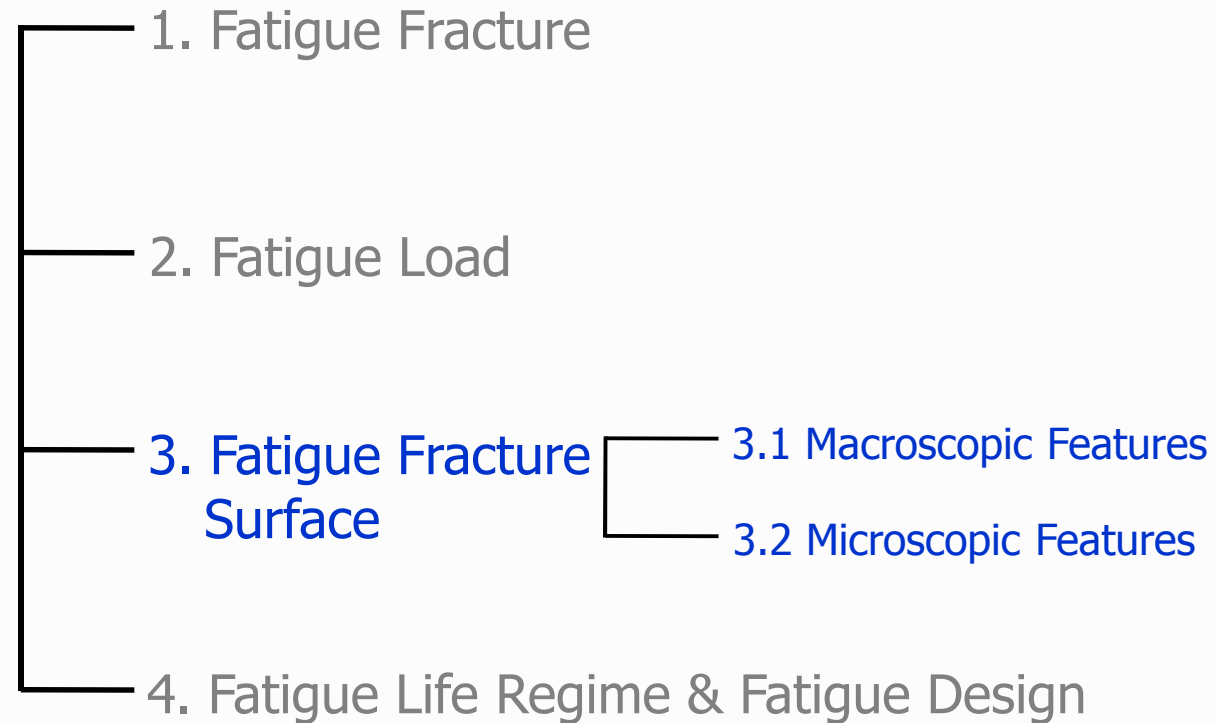 1. Fatigue Fracture
2. Fatigue Load
3. Fatigue Fracture
Surface
3.1 Macroscopic Features
3.2 Microscopic Features
4. Fatigue Life Regime & Fatigue Design